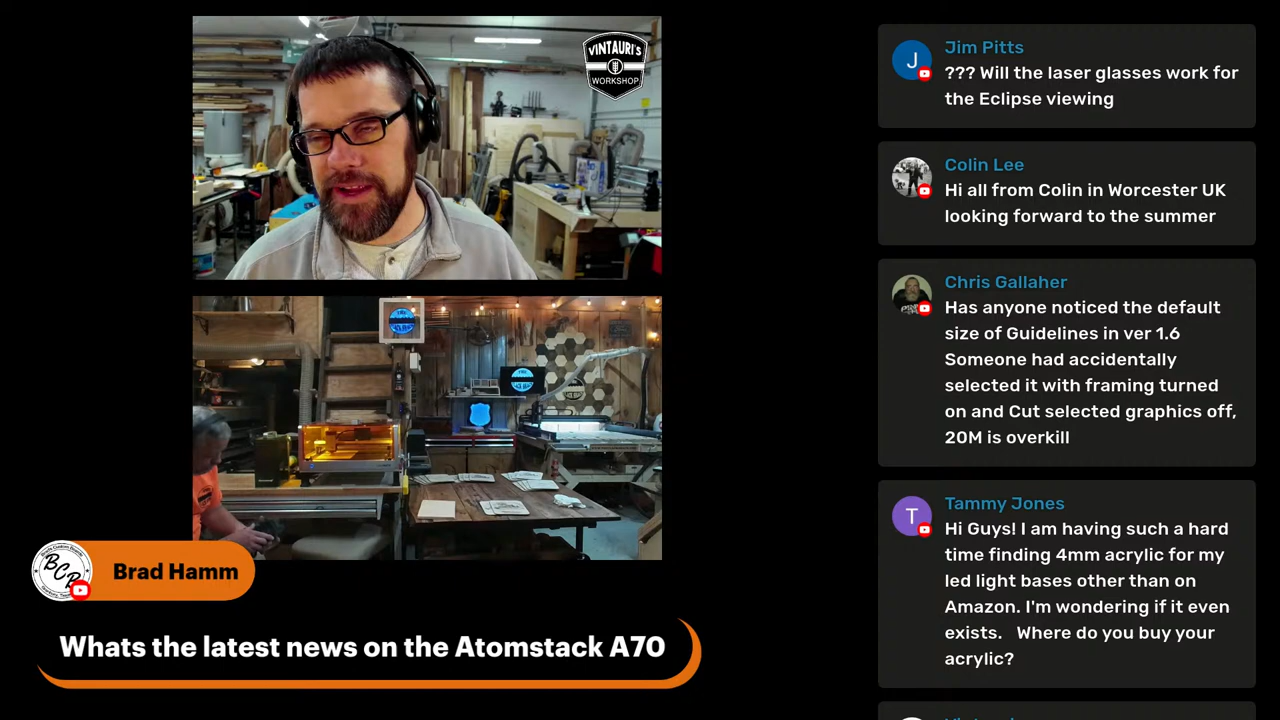 VINTAURI'S
WORKSHOP
Jim Pitts
??? Will the laser glasses work for
the Eclipse viewing
Colin Lee
Hi all from Colin in Worcester UK
looking forward to the summer
Chris Gallaher
Has anyone noticed the default
size of Guidelines in ver 1.6
Someone had accidentally
selected it with framing turned
on and Cut selected graphics off,
20M is overkill
Tammy Jones
Hi Guys! I am having such a hard
time finding 4mm acrylic for my
led light bases other than on
Amazon. I'm wondering if it even
exists. Where do you buy your
acrylic?
BCB
Brad Hamm
Whats the latest news on the Atomstack A70